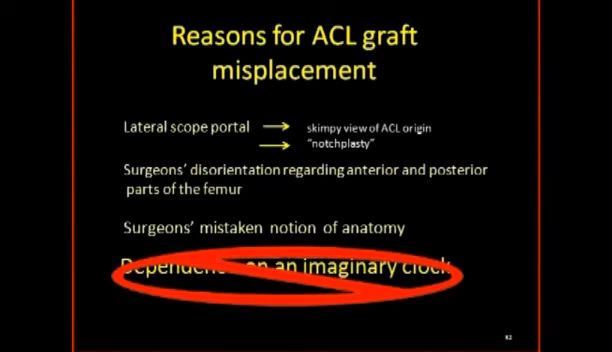 Reasons for ACL graft
misplacement
Lateral scope portal
skimpy view of ACL origin
"notchplasty"
Surgeons' disorientation regarding anterior and posterior
parts of the femur
Surgeons' mistaken notion of anatomy
on an imaginary clock